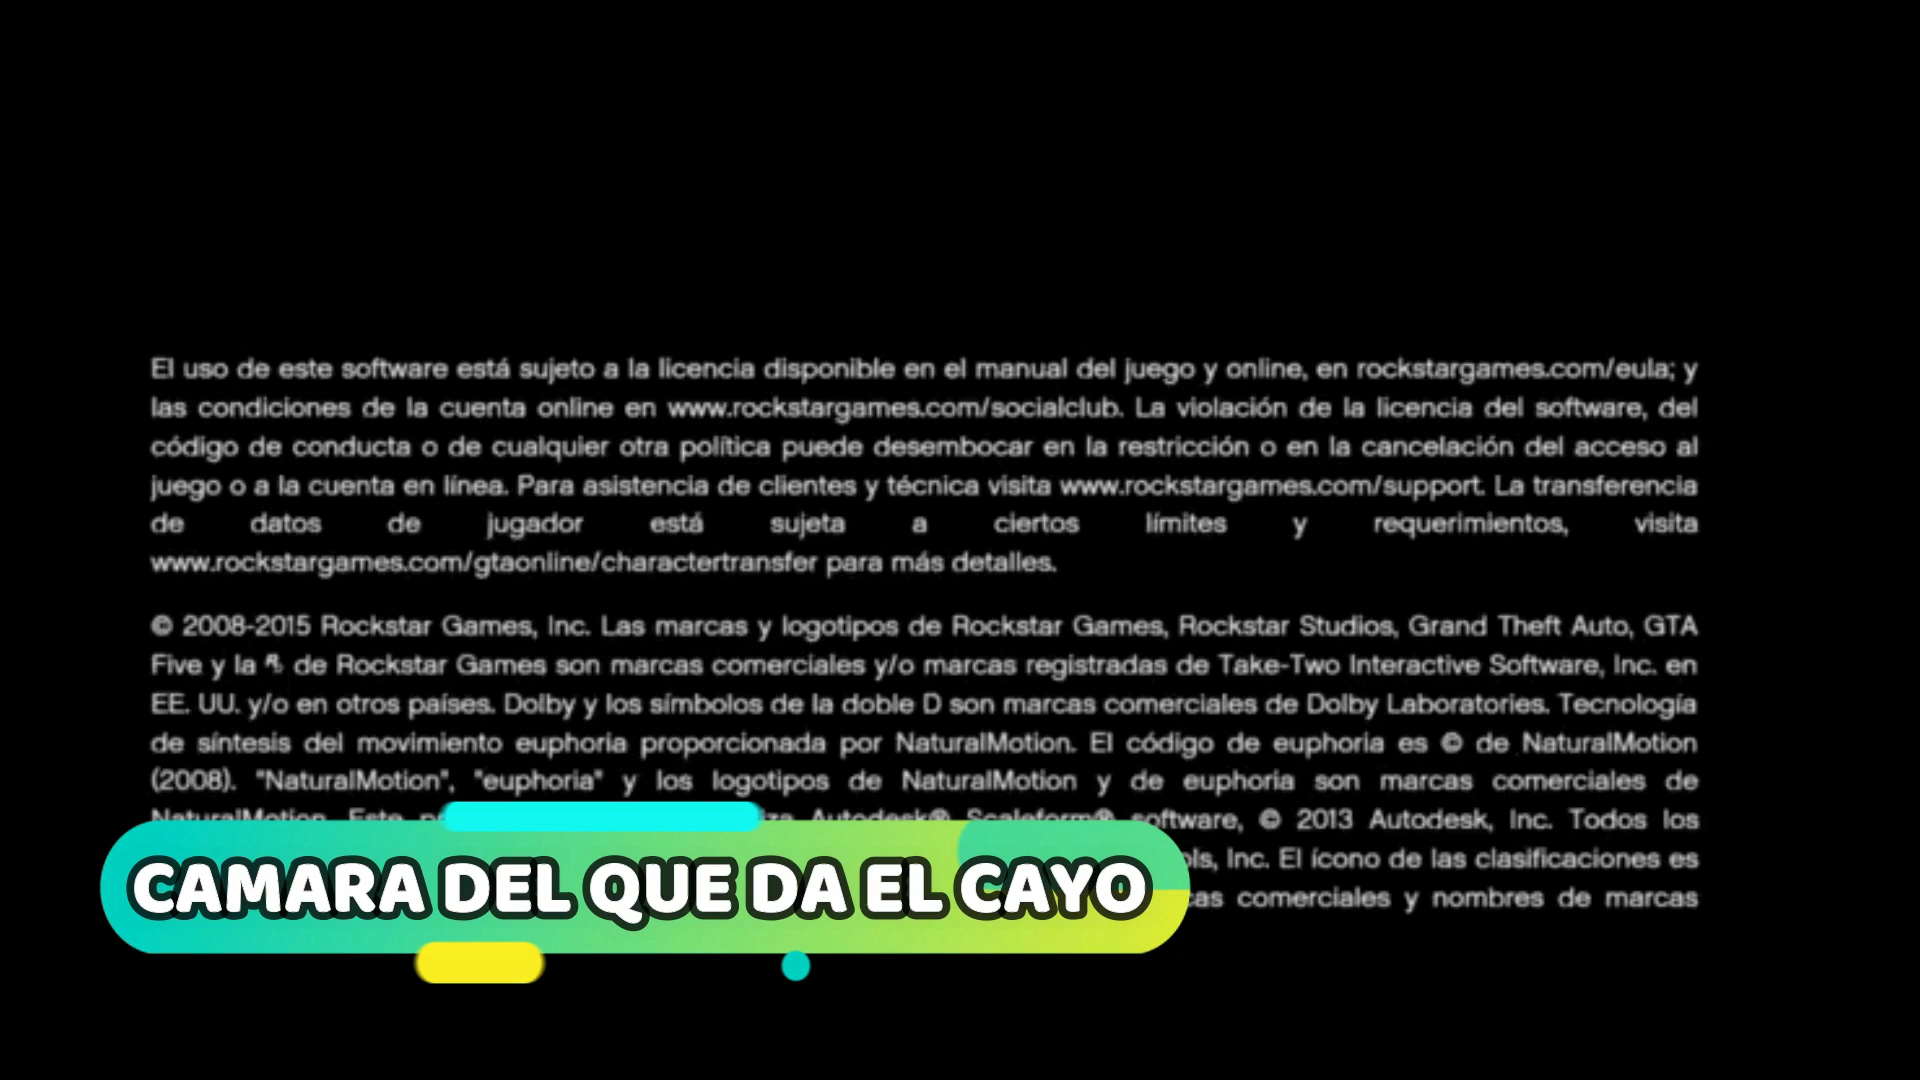 El uso de este software está sujeto a la licencia disponible en el manual del juego y online, en rockstargames.com/eula; y
las condiciones de la cuenta online en www.rockstargames.com/socialclub. La violación de la licencia del software, del
código de conducta o de cualquier otra política puede desembocar en la restricción o en la cancelación del acceso al
juego o a la cuenta en línea. Para asistencia de clientes y técnica visita www.rockstargames.com/support. La transferencia
de datos de jugador está sujeta a ciertos límites y requerimientos, visita
www.rockstargames.com/gtaonline/charactertransfer para más detalles.
© 2008-2015 Rockstar Games, Inc. Las marcas y logotipos de Rockstar Games, Rockstar Studios, Grand Theft Auto, GTA
Five y la R* de Rockstar Games son marcas comerciales y/o marcas registradas de Take-Two Interactive Software, Inc. en
EE. UU. y/o en otros países. Dolby y los símbolos de la doble D son marcas comerciales de Dolby Laboratories. Tecnología
de síntesis del movimiento euphoria proporcionada por NaturalMotion. El código de euphoria es © de NaturalMotion
(2008). "NaturalMotion", "euphoria" y los logotipos de NaturalMotion y de euphoria son marcas comerciales de
NaturalMotion. Este Autodesk® Scaleform® software, © 2013 Autodesk, Inc. Todos los
Inc. El ícono de las clasificaciones es
comerciales y nombres de marcas
CAMARA DEL QUE DA EL CAYO